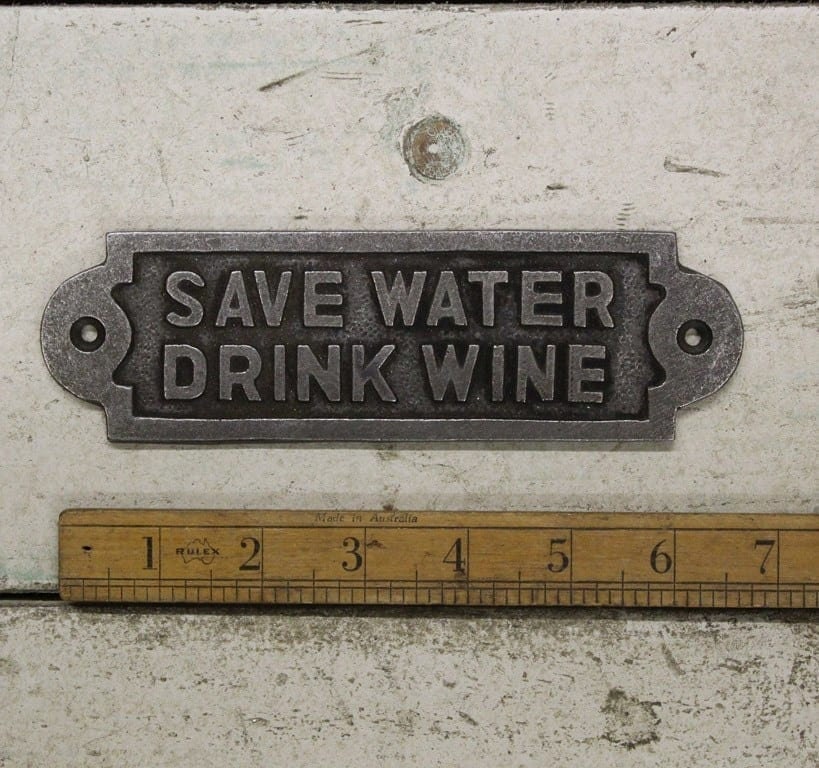 SAVE WATER
DRINK WINE
Made in Australia
1 RULEX 2 3 4 5 6 7